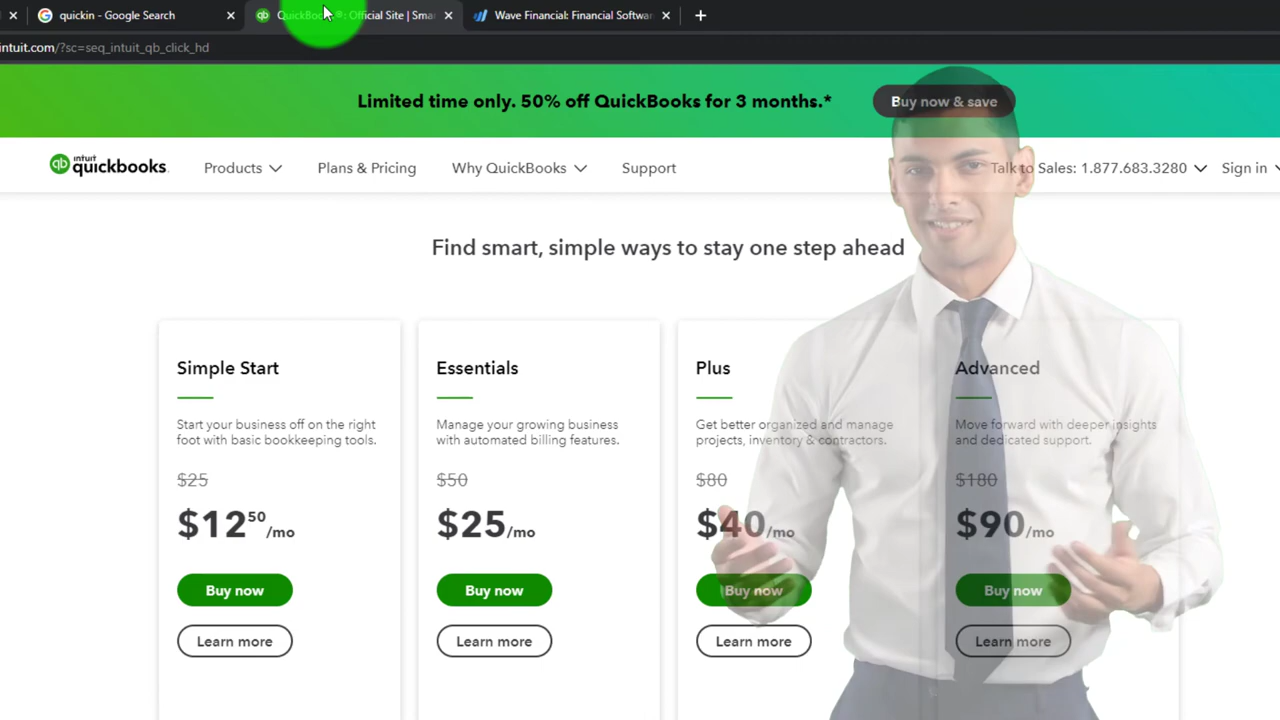 quickin - Google Search
QuickBooks®: Official Site | Smar
Wave Financial: Financial Softwar
intuit.com/?sc=seq_intuit_qb_click_hd
Limited time only. 50% off QuickBooks for 3 months.*
Buy now & save
intuit
qb quickbooks.
Products
Plans & Pricing
Why QuickBooks
Support
Talk to Sales: 1.877.683.3280
Sign in
Find smart, simple ways to stay one step ahead
Simple Start
Start your business off on the right
foot with basic bookkeeping tools.
$25
$12 50 /mo
Buy now
Learn more
Essentials
Manage your growing business
with automated billing features.
$50
$25/mo
Buy now
Learn more
Plus
Get better organized and manage
projects, inventory & contractors.
$80
$40/mo
Buy now
Learn more
Advanced
Move forward with deeper insights
and dedicated support.
$180
$90/mo
Buy now
Learn more